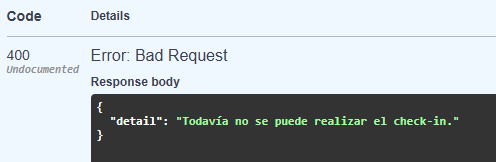 Code Details
400 Error: Bad Request
Undocumented
Response body
{
"detail": "Todavía no se puede realizar el check-in."
}